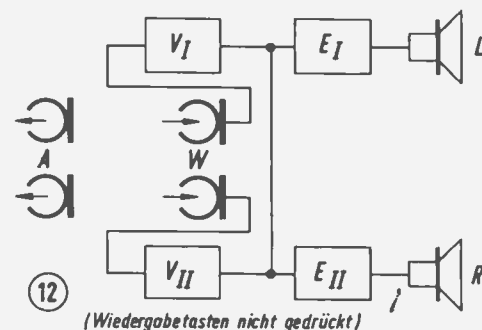 V_I E_I L
A W
V_II E_II R
12
(Wiedergabetasten nicht gedrückt)